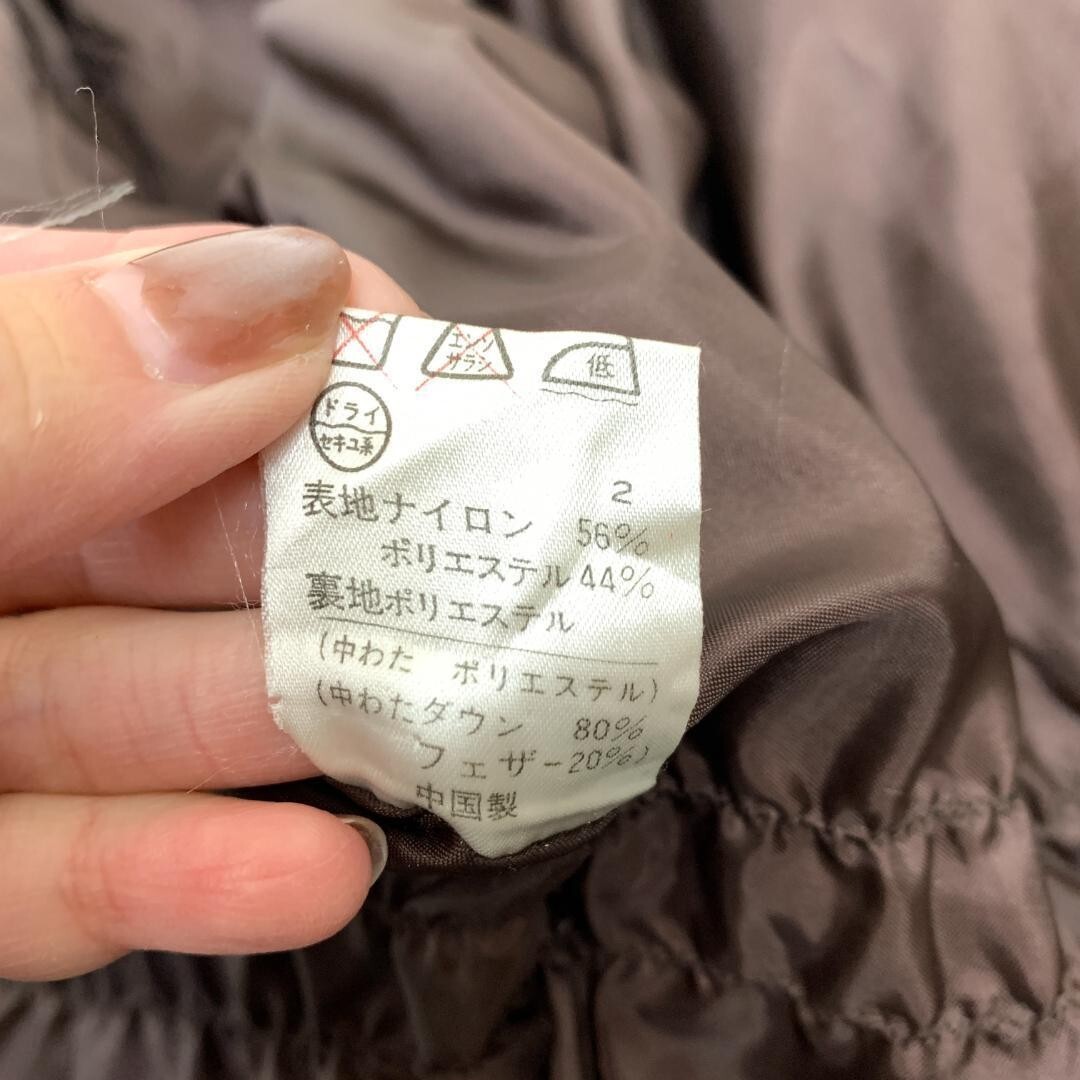 エンソ
サラシ
低
ドライ
セキユ系
2
表地ナイロン 56%
ポリエステル 44%
裏地ポリエステル
(中わた ポリエステル)
(中わたダウン 80%
フェザー20%)
中国製